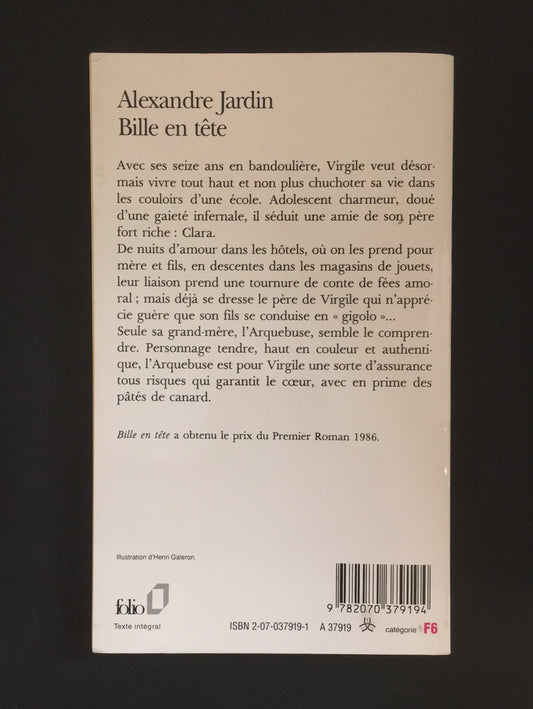 Alexandre Jardin
Bille en tête
Avec ses seize ans en bandoulière, Virgile veut désor-
mais vivre tout haut et non plus chuchoter sa vie dans
les couloirs d'une école. Adolescent charmeur, doué
d'une gaieté infernale, il séduit une amie de son père
fort riche : Clara.
De nuits d'amour dans les hôtels, où on les prend pour
mère et fils, en descentes dans les magasins de jouets,
leur liaison prend une tournure de conte de fées amo-
ral ; mais déjà se dresse le père de Virgile qui n'appré-
cie guère que son fils se conduise en « gigolo »...
Seule sa grand-mère, l'Arquebuse, semble le compren-
dre. Personnage tendre, haut en couleur et authenti-
que, l'Arquebuse est pour Virgile une sorte d'assurance
tous risques qui garantit le cœur, avec en prime des
pâtés de canard.
Bille en tête a obtenu le prix du Premier Roman 1986.
Illustration d'Henri Galeron.
folio
Texte intégral
9 782070 379194
ISBN 2-07-037919-1 A 37919 catégorie F6